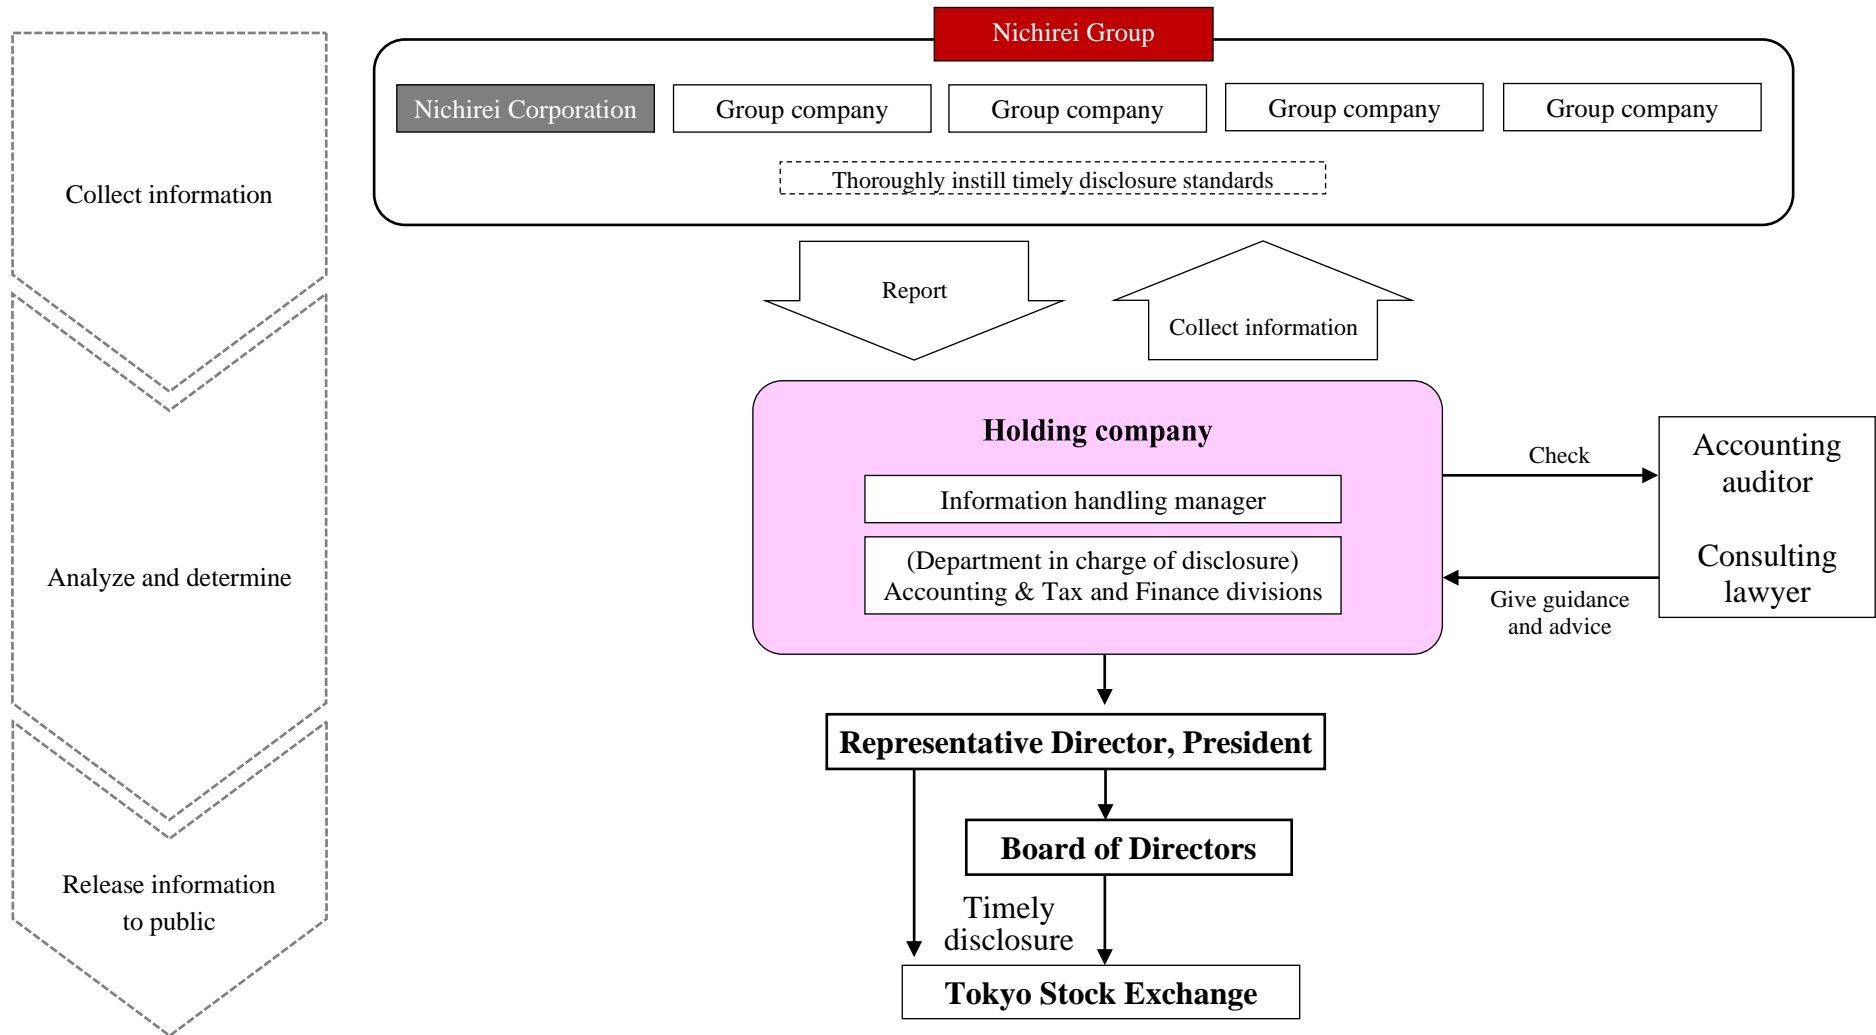 Nichirei Group
Nichirei Corporation
Group company
Group company
Group company
Group company
Thoroughly instill timely disclosure standards
Collect information
Report
Collect information
Holding company
Information handling manager
(Department in charge of disclosure)
Accounting & Tax and Finance divisions
Check
Accounting
auditor
Consulting
lawyer
Give guidance
and advice
Analyze and determine
Representative Director, President
Board of Directors
Release information
to public
Timely
disclosure
Tokyo Stock Exchange